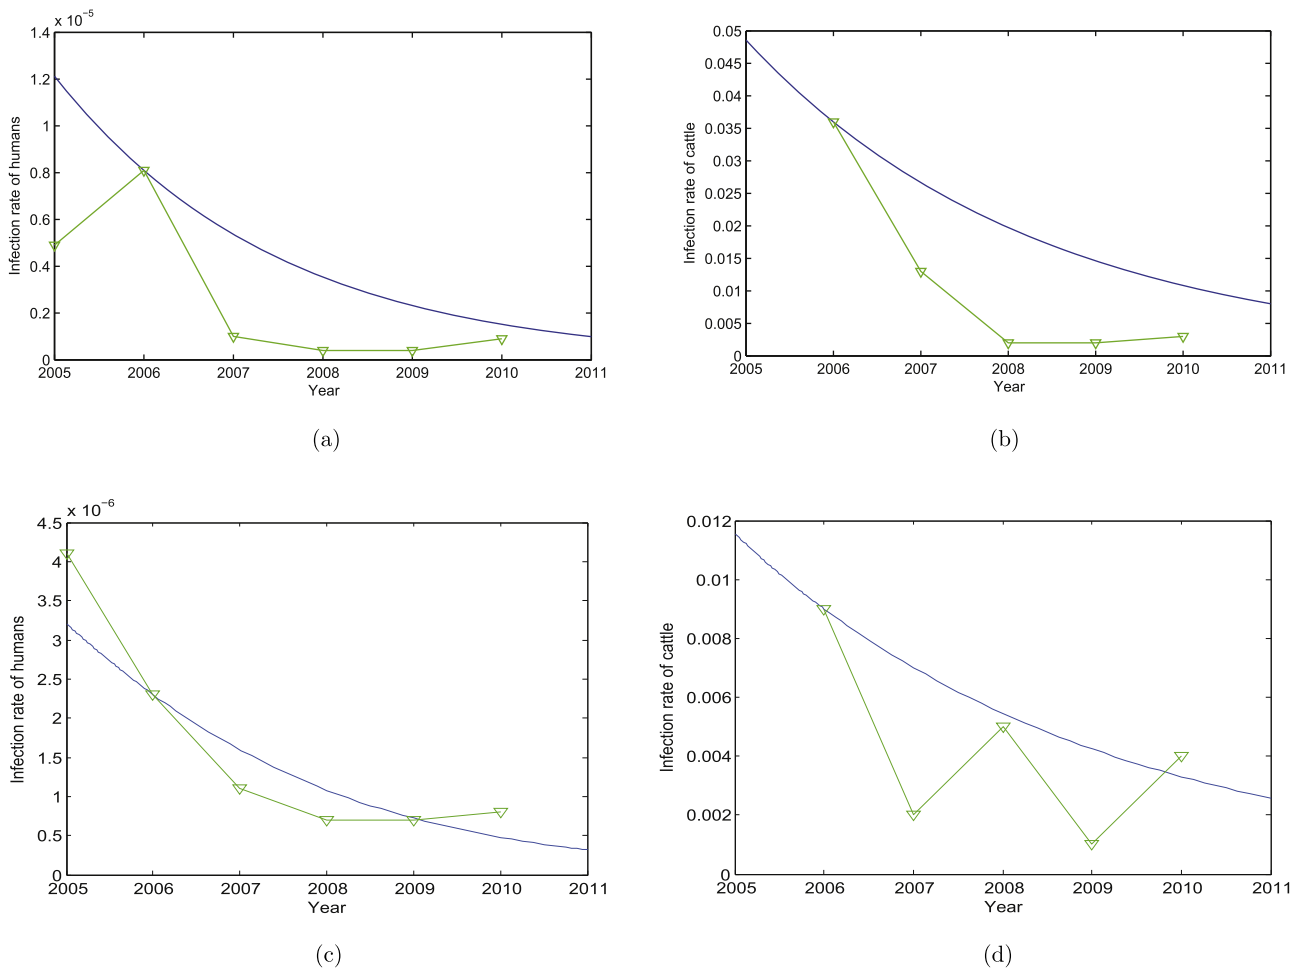 x 10⁻⁵
1.4
1.2
1
0.8
0.6
0.4
0.2
0
Infection rate of humans
2005 2006 2007 2008 2009 2010 2011
Year
(a)
0.05
0.045
0.04
0.035
0.03
0.025
0.02
0.015
0.01
0.005
0
Infection rate of cattle
2005 2006 2007 2008 2009 2010 2011
Year
(b)
x 10⁻⁶
4.5
4
3.5
3
2.5
2
1.5
1
0.5
0
Infection rate of humans
2005 2006 2007 2008 2009 2010 2011
Year
(c)
0.012
0.01
0.008
0.006
0.004
0.002
0
Infection rate of cattle
2005 2006 2007 2008 2009 2010 2011
Year
(d)